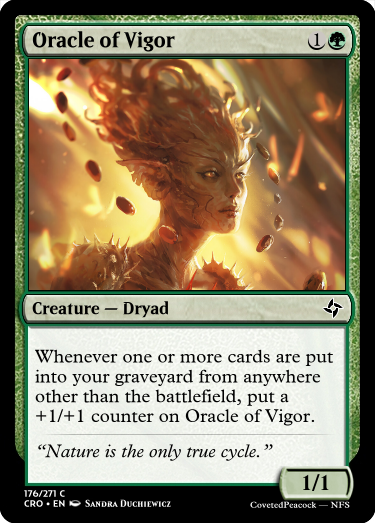 Oracle of Vigor 1
Creature — Dryad
Whenever one or more cards are put
into your graveyard from anywhere
other than the battlefield, put a
+1/+1 counter on Oracle of Vigor.
“Nature is the only true cycle.”
1/1
176/271 C
CRO • EN Sandra Duchiewicz
CovetedPeacock — NFS